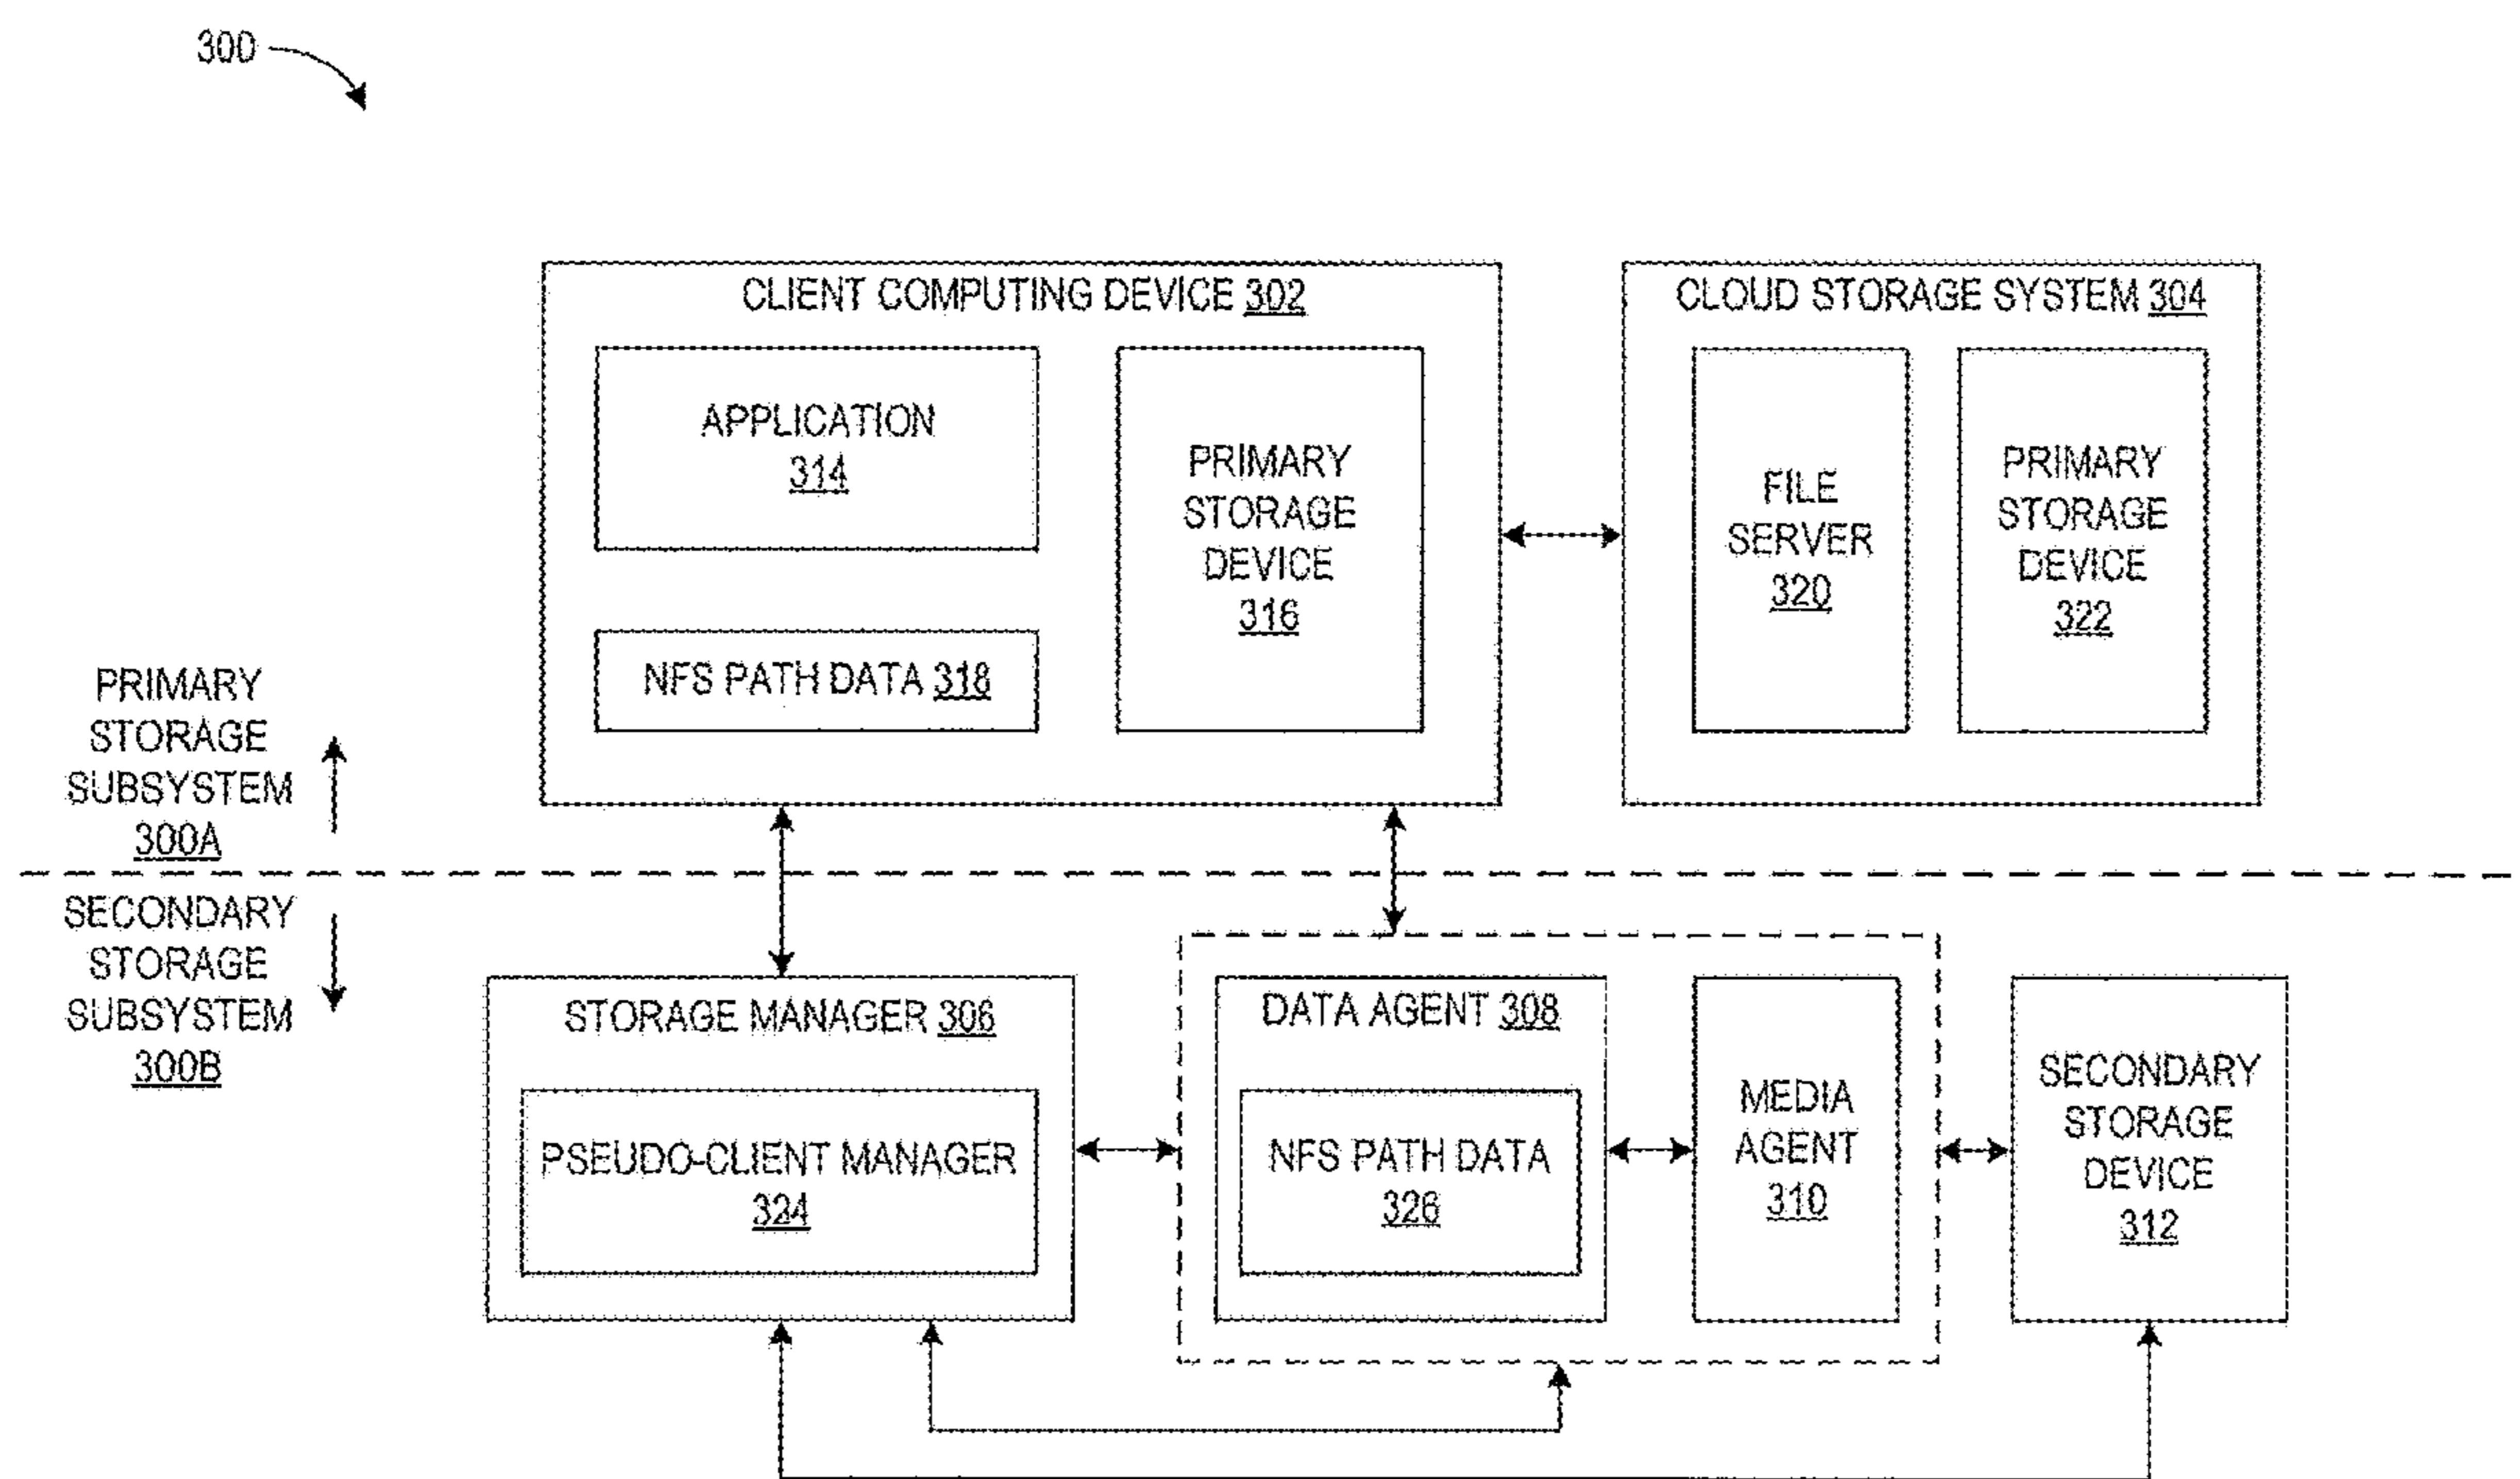 300
CLIENT COMPUTING DEVICE 302
APPLICATION
314
NFS PATH DATA 318
PRIMARY
STORAGE
DEVICE
316
CLOUD STORAGE SYSTEM 304
FILE
SERVER
320
PRIMARY
STORAGE
DEVICE
322
PRIMARY
STORAGE
SUBSYSTEM
300A
SECONDARY
STORAGE
SUBSYSTEM
300B
STORAGE MANAGER 306
PSEUDO-CLIENT MANAGER
324
DATA AGENT 308
NFS PATH DATA
326
MEDIA
AGENT
310
SECONDARY
STORAGE
DEVICE
312